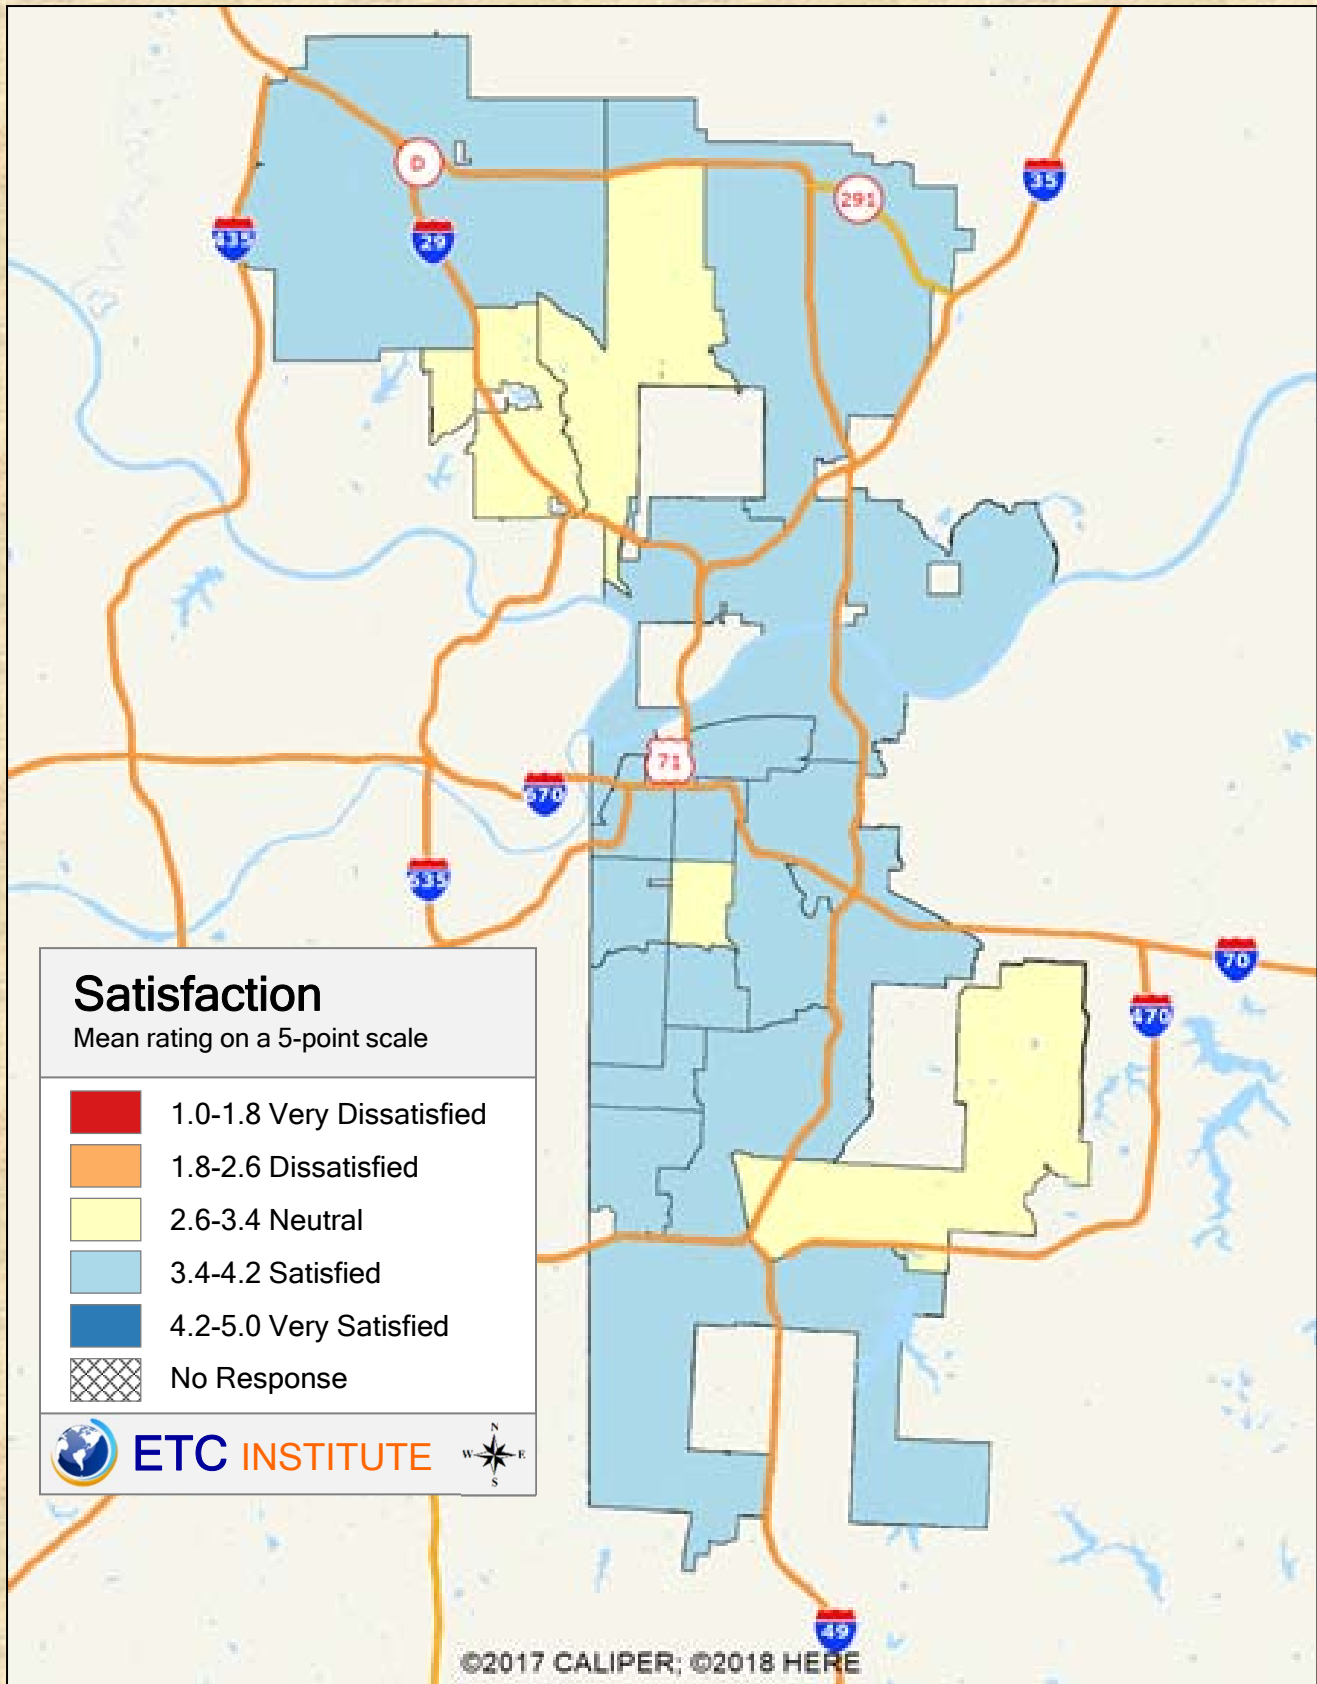 D
291
35
435
29
71
670
635
70
470
Satisfaction
Mean rating on a 5-point scale
1.0-1.8 Very Dissatisfied
1.8-2.6 Dissatisfied
2.6-3.4 Neutral
3.4-4.2 Satisfied
4.2-5.0 Very Satisfied
No Response
ETC INSTITUTE
N
W E
S
49
©2017 CALIPER; ©2018 HERE